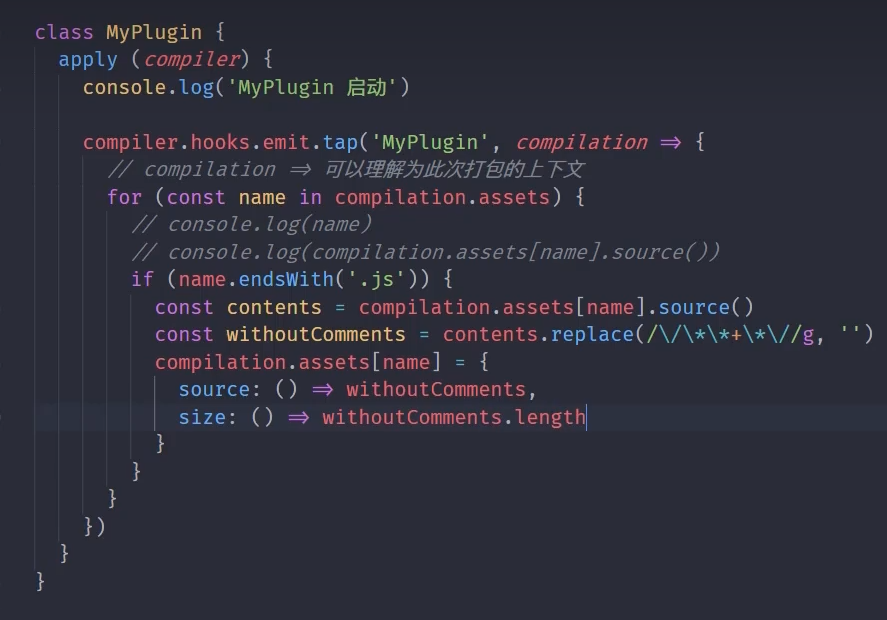 class MyPlugin {
  apply (compiler) {
    console.log('MyPlugin 启动')
    compiler.hooks.emit.tap('MyPlugin', compilation => {
      // compilation => 可以理解为此次打包的上下文
      for (const name in compilation.assets) {
        // console.log(name)
        // console.log(compilation.assets[name].source())
        if (name.endsWith('.js')) {
          const contents = compilation.assets[name].source()
          const withoutComments = contents.replace(/\/\*\*+\*\//g, '')
          compilation.assets[name] = {
            source: () => withoutComments,
            size: () => withoutComments.length
          }
        }
      }
    })
  }
}